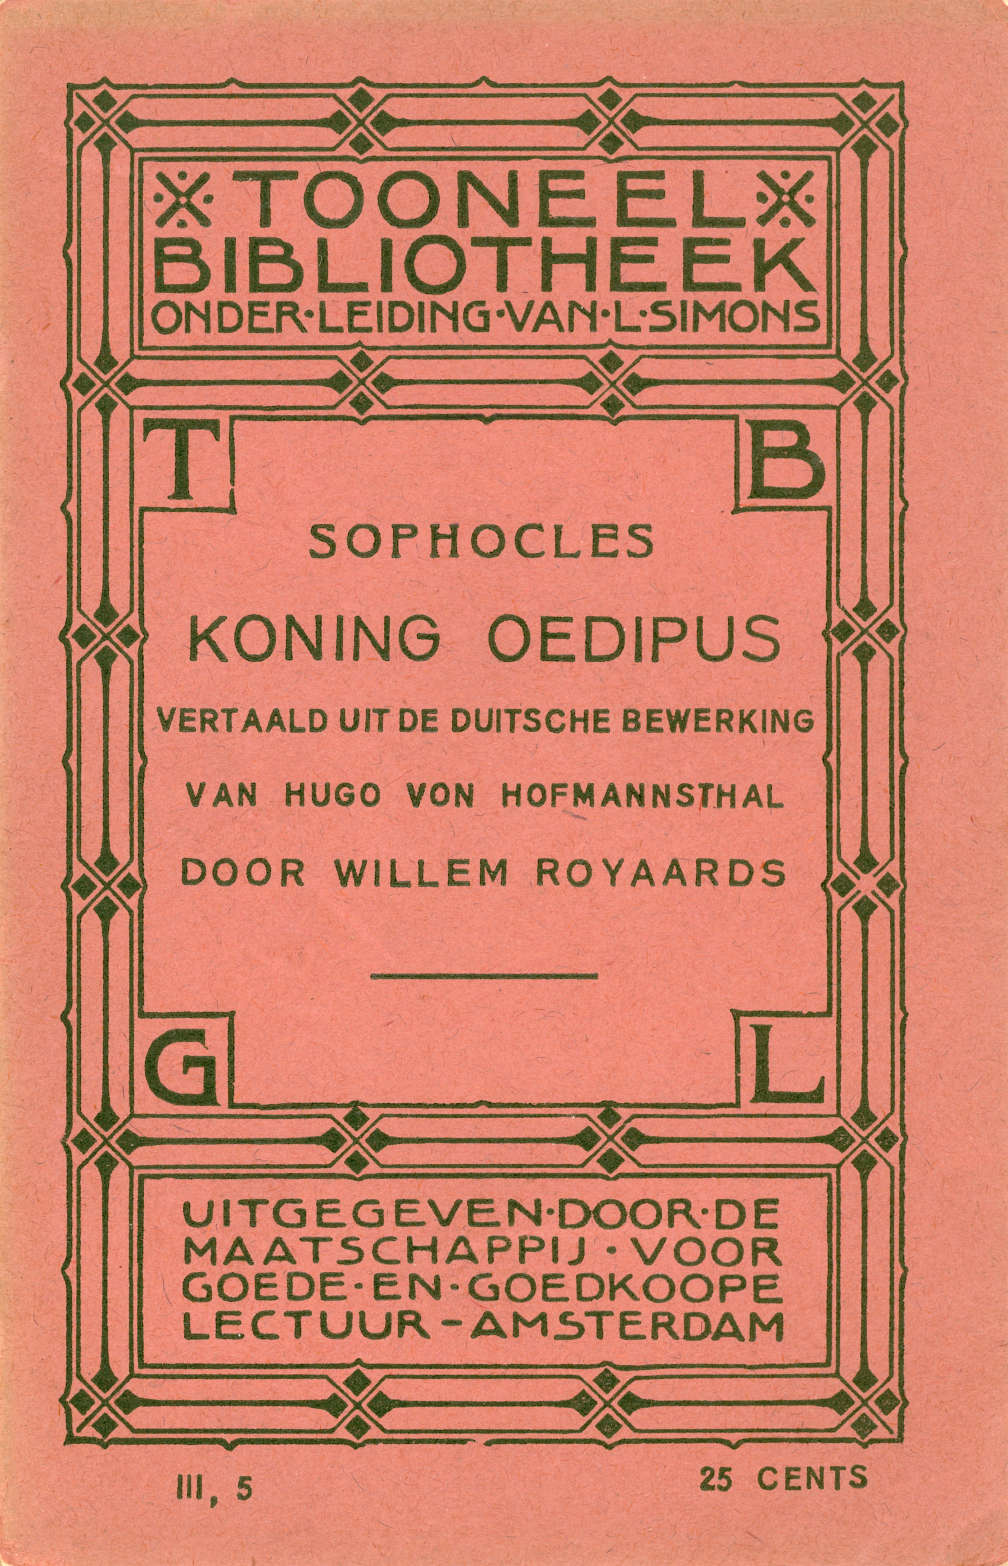 TOONEEL
BIBLIOTHEEK
ONDER·LEIDING·VAN·L·SIMONS
T B
SOPHOCLES
KONING OEDIPUS
VERTAALD UIT DE DUITSCHE BEWERKING
VAN HUGO VON HOFMANNSTHAL
DOOR WILLEM ROYAARDS
G L
UITGEGEVEN·DOOR·DE
MAATSCHAPPIJ·VOOR
GOEDE·EN·GOEDKOOPE
LECTUUR-AMSTERDAM
III, 5
25 CENTS